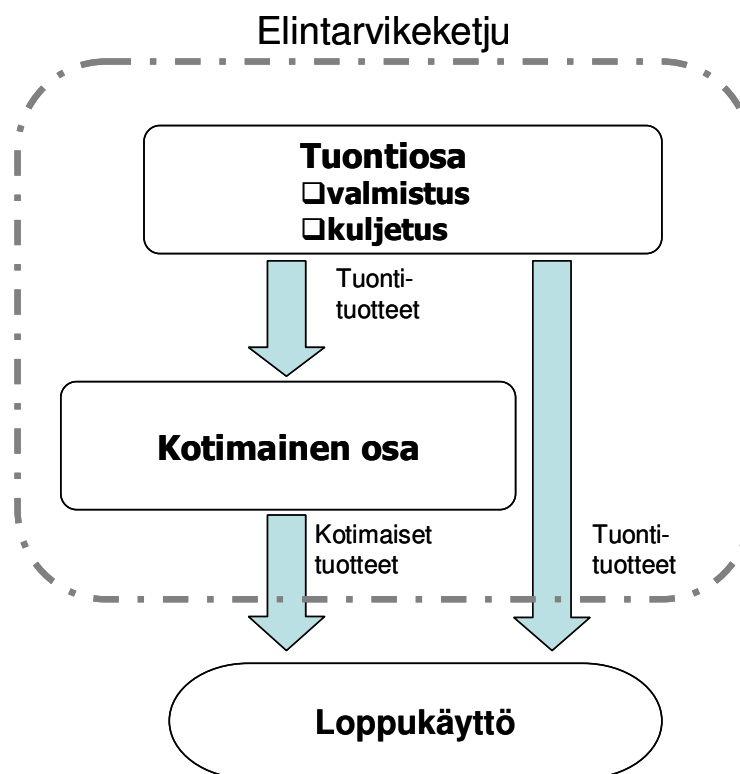 Elintarvikeketju
Tuontiosa
❑valmistus
❑kuljetus
Tuonti-
tuotteet
Kotimainen osa
Kotimaiset
tuotteet
Tuonti-
tuotteet
Loppukäyttö